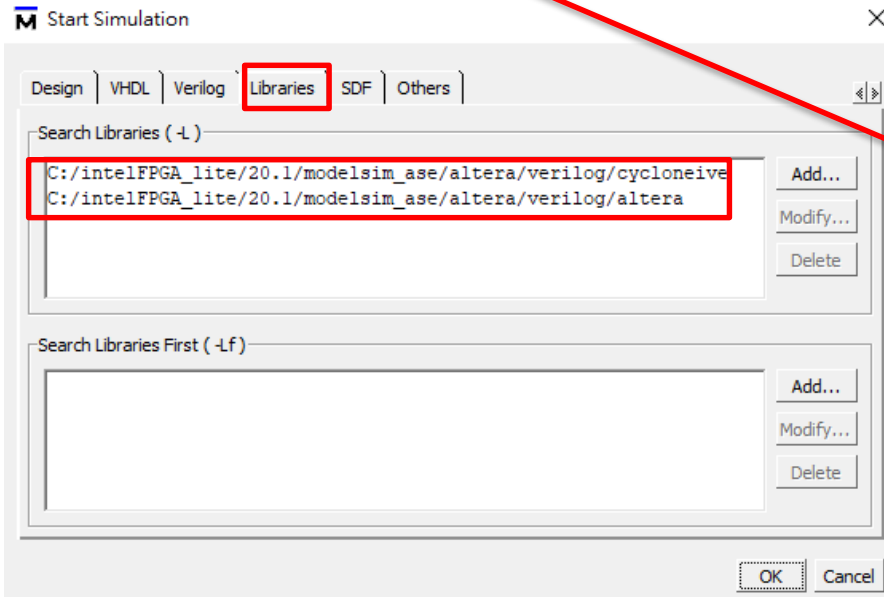 Start Simulation
Design VHDL Verilog Libraries SDF Others
Search Libraries ( -L )
C:/intelFPGA_lite/20.1/modelsim_ase/altera/verilog/cycloneive
C:/intelFPGA_lite/20.1/modelsim_ase/altera/verilog/altera
Add...
Modify...
Delete
Search Libraries First ( -Lf )
Add...
Modify...
Delete
OK Cancel